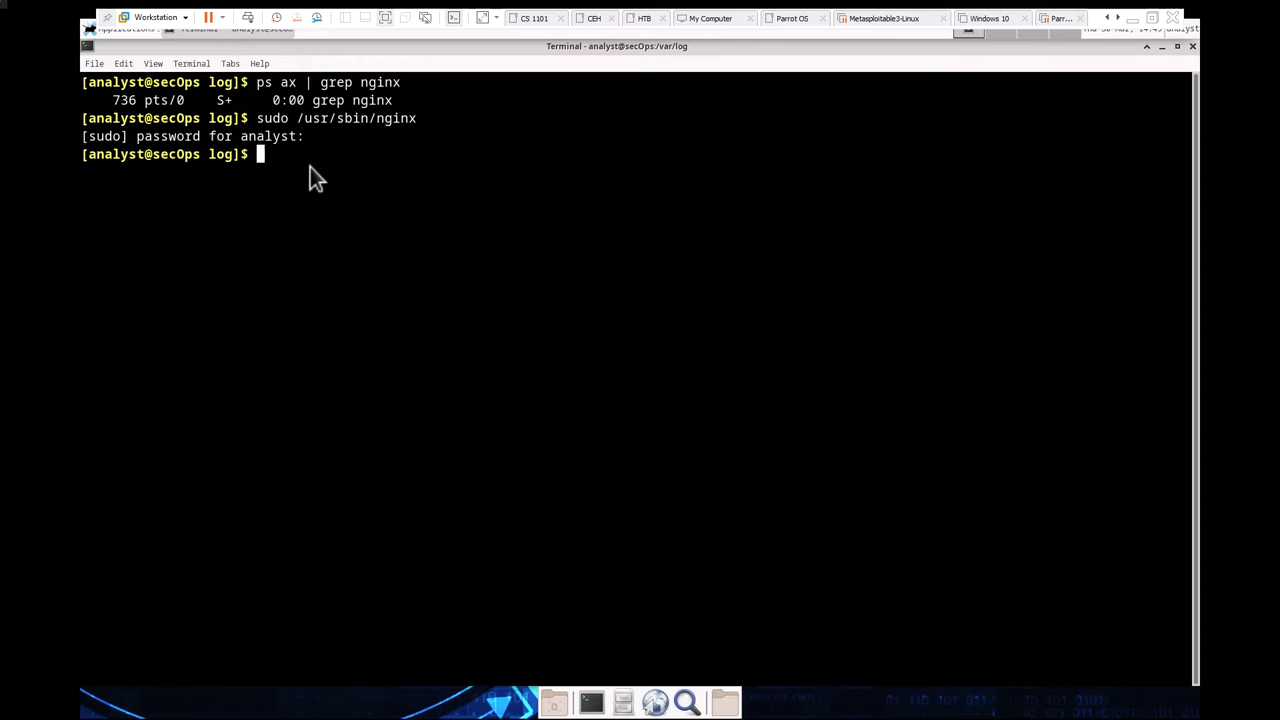 Workstation
CS 1101
CEH
HTB
My Computer
Parrot OS
Metasploitable3-Linux
Windows 10
Parr...
Terminal - analyst@secOps:/var/log
File Edit View Terminal Tabs Help
[analyst@secOps log]$ ps ax | grep nginx
736 pts/0 S+ 0:00 grep nginx
[analyst@secOps log]$ sudo /usr/sbin/nginx
[sudo] password for analyst:
[analyst@secOps log]$